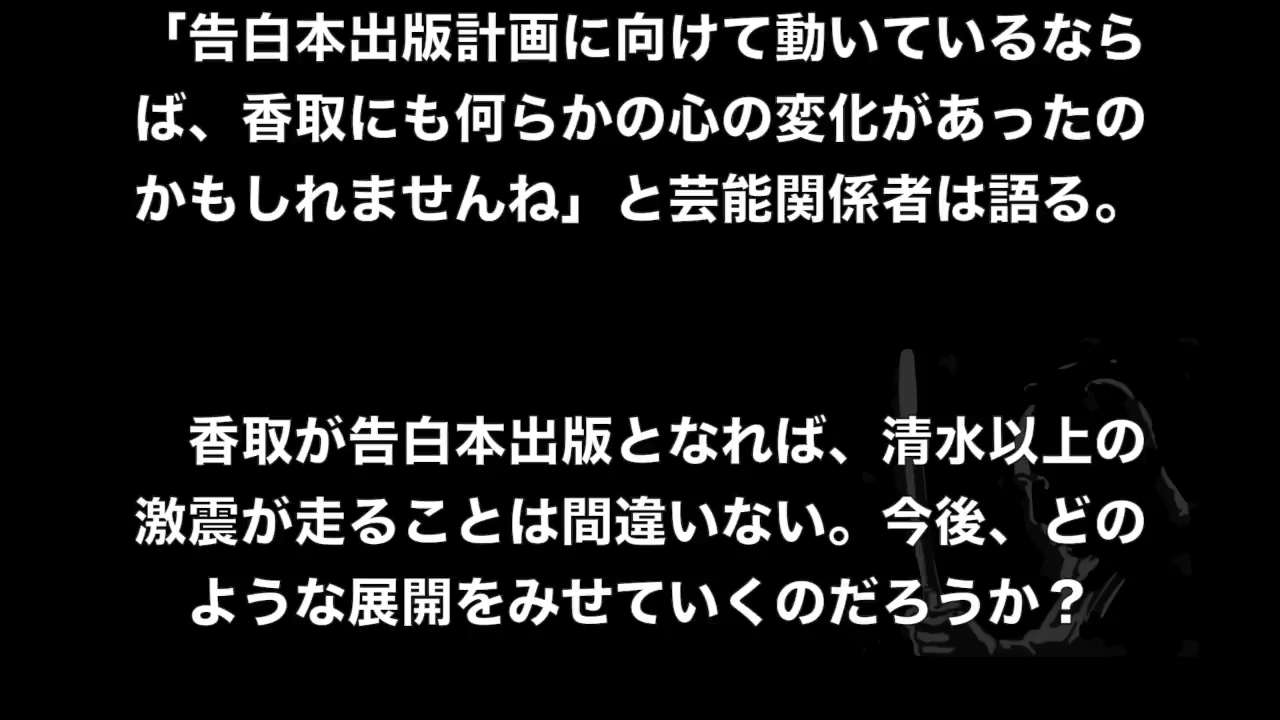 「告白本出版計画に向けて動いているなら
ば、香取にも何らかの心の変化があったの
かもしれませんね」と芸能関係者は語る。
香取が告白本出版となれば、清水以上の
激震が走ることは間違いない。今後、どの
ような展開をみせていくのだろうか？